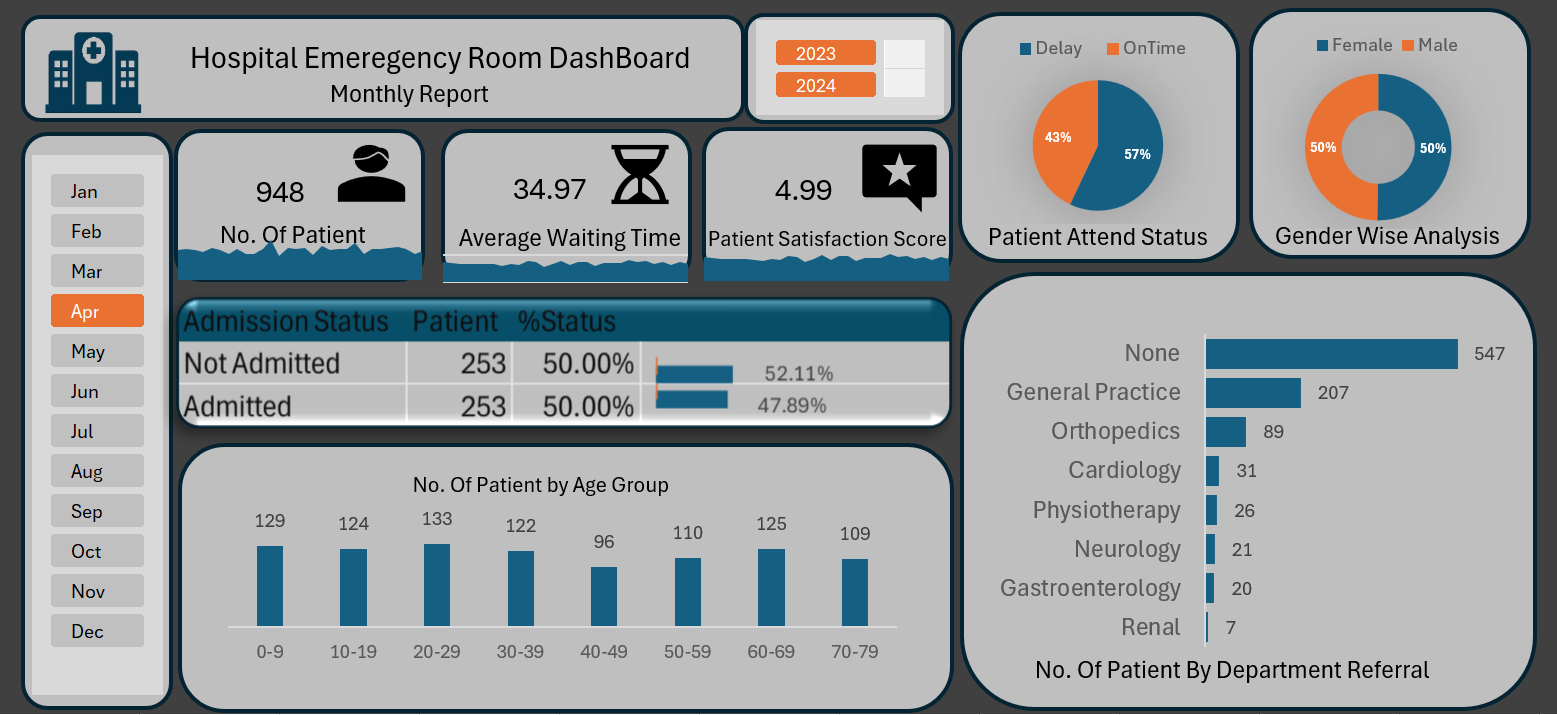 Hospital Emeregency Room DashBoard
Monthly Report
2023
2024
Delay OnTime
43%
57%
Patient Attend Status
Female Male
50% 50%
Gender Wise Analysis
Jan
Feb
Mar
Apr
May
Jun
Jul
Aug
Sep
Oct
Nov
Dec
948
No. Of Patient
34.97
Average Waiting Time
4.99
Patient Satisfaction Score
Admission Status Patient %Status
Not Admitted 253 50.00% 52.11%
Admitted 253 50.00% 47.89%
No. Of Patient by Age Group
129 124 133 122 96 110 125 109
0-9 10-19 20-29 30-39 40-49 50-59 60-69 70-79
None 547
General Practice 207
Orthopedics 89
Cardiology 31
Physiotherapy 26
Neurology 21
Gastroenterology 20
Renal 7
No. Of Patient By Department Referral